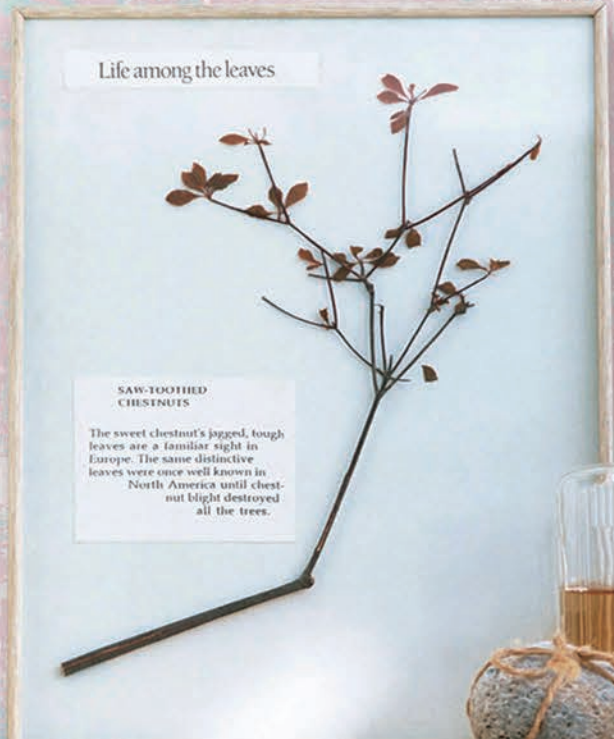 Life among the leaves
SAW-TOOTHED
CHESTNUTS
The sweet chestnut's jagged, tough
leaves are a familiar sight in
Europe. The same distinctive
leaves were once well known in
North America until chest-
nut blight destroyed
all the trees.